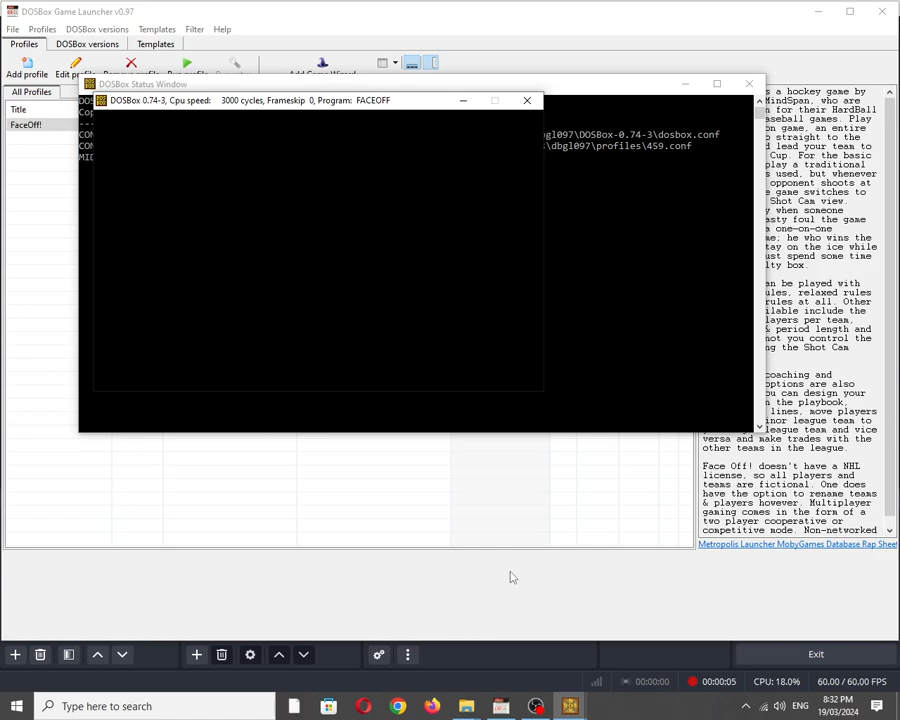 DOSBox Game Launcher v0.97
File Profiles DOSBox versions Templates Filter Help
Profiles DOSBox versions Templates
Add profile Edit
All Profiles
Title
FaceOff!
DOSBox Status Window
DOSBox 0.74-3, Cpu speed: 3000 cycles, Frameskip 0, Program: FACEOFF
DOS
Cop
---
CON
bgl097\DOSBox-0.74-3\dosbox.conf
CON
s\dbgl097\profiles\459.conf
MID
s a hockey game by
MindSpan, who are
n for their HardBall
aseball games. Play
on, an entire
o straight to the
d lead your team to
Cup. For the basic
play a traditional
s used, but whenever
opponent shoots at
e game switches to
Shot Cam view.
y when someone
asty foul the game
a one-on-one
me; he who wins the
tay on the ice while
ust spend some time
lty box.
an be played with
ules, relaxed rules
rules at all. Other
ilable include the
layers per team,
& period length and
not you control the
ng the Shot Cam
coaching and
options are also
you can design your
n the playbook,
lines, move players
inor league team to
league team and vice
versa and make trades with the
other teams in the league.
Face Off! doesn't have a NHL
license, so all players and
teams are fictional. One does
have the option to rename teams
& players however. Multiplayer
gaming comes in the form of a
two player cooperative or
competitive mode. Non-networked
Metropolis Launcher MobyGames Database Rap Sheet
Exit
00:00:00 00:00:05 CPU: 18.0% 60.00 / 60.00 FPS
Type here to search
ENG
8:32 PM
19/03/2024